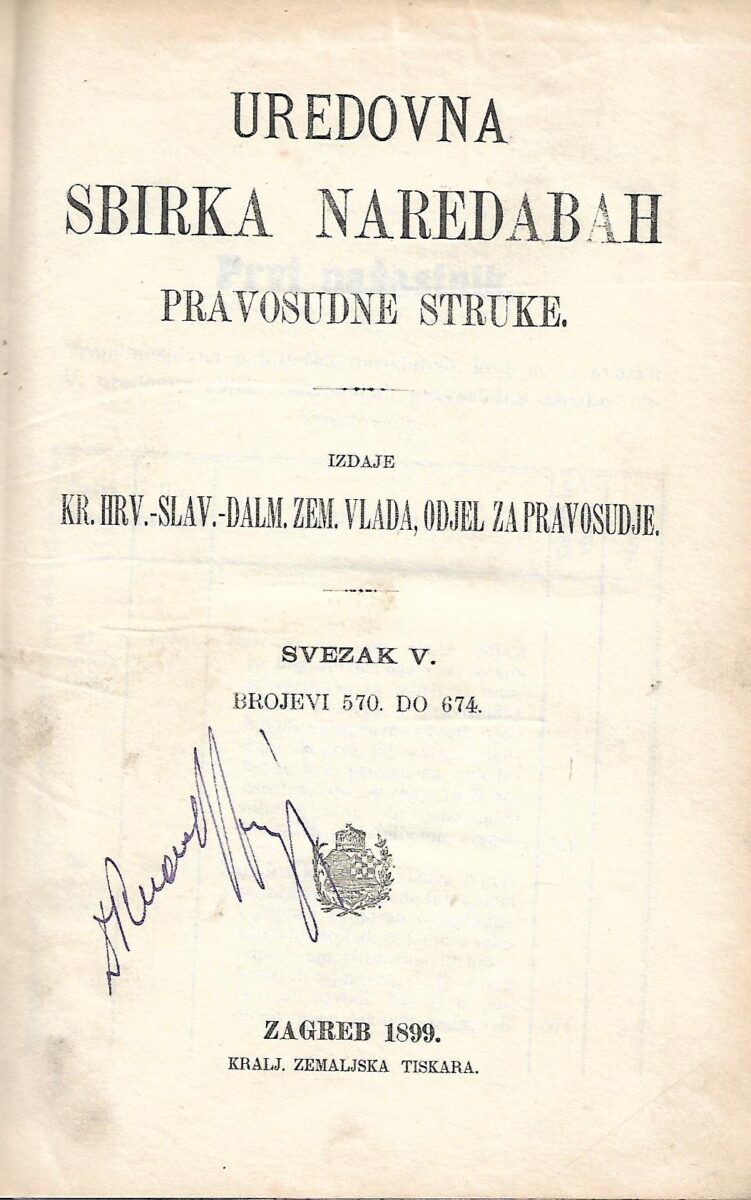 UREDOVNA
SBIRKA NAREDABAH
PRAVOSUDNE STRUKE.
IZDAJE
KR. HRV.-SLAV.-DALM. ZEM. VLADA, ODJEL ZA PRAVOSUDJE.
SVEZAK V.
BROJEVI 570. DO 674.
ZAGREB 1899.
KRALJ. ZEMALJSKA TISKARA.